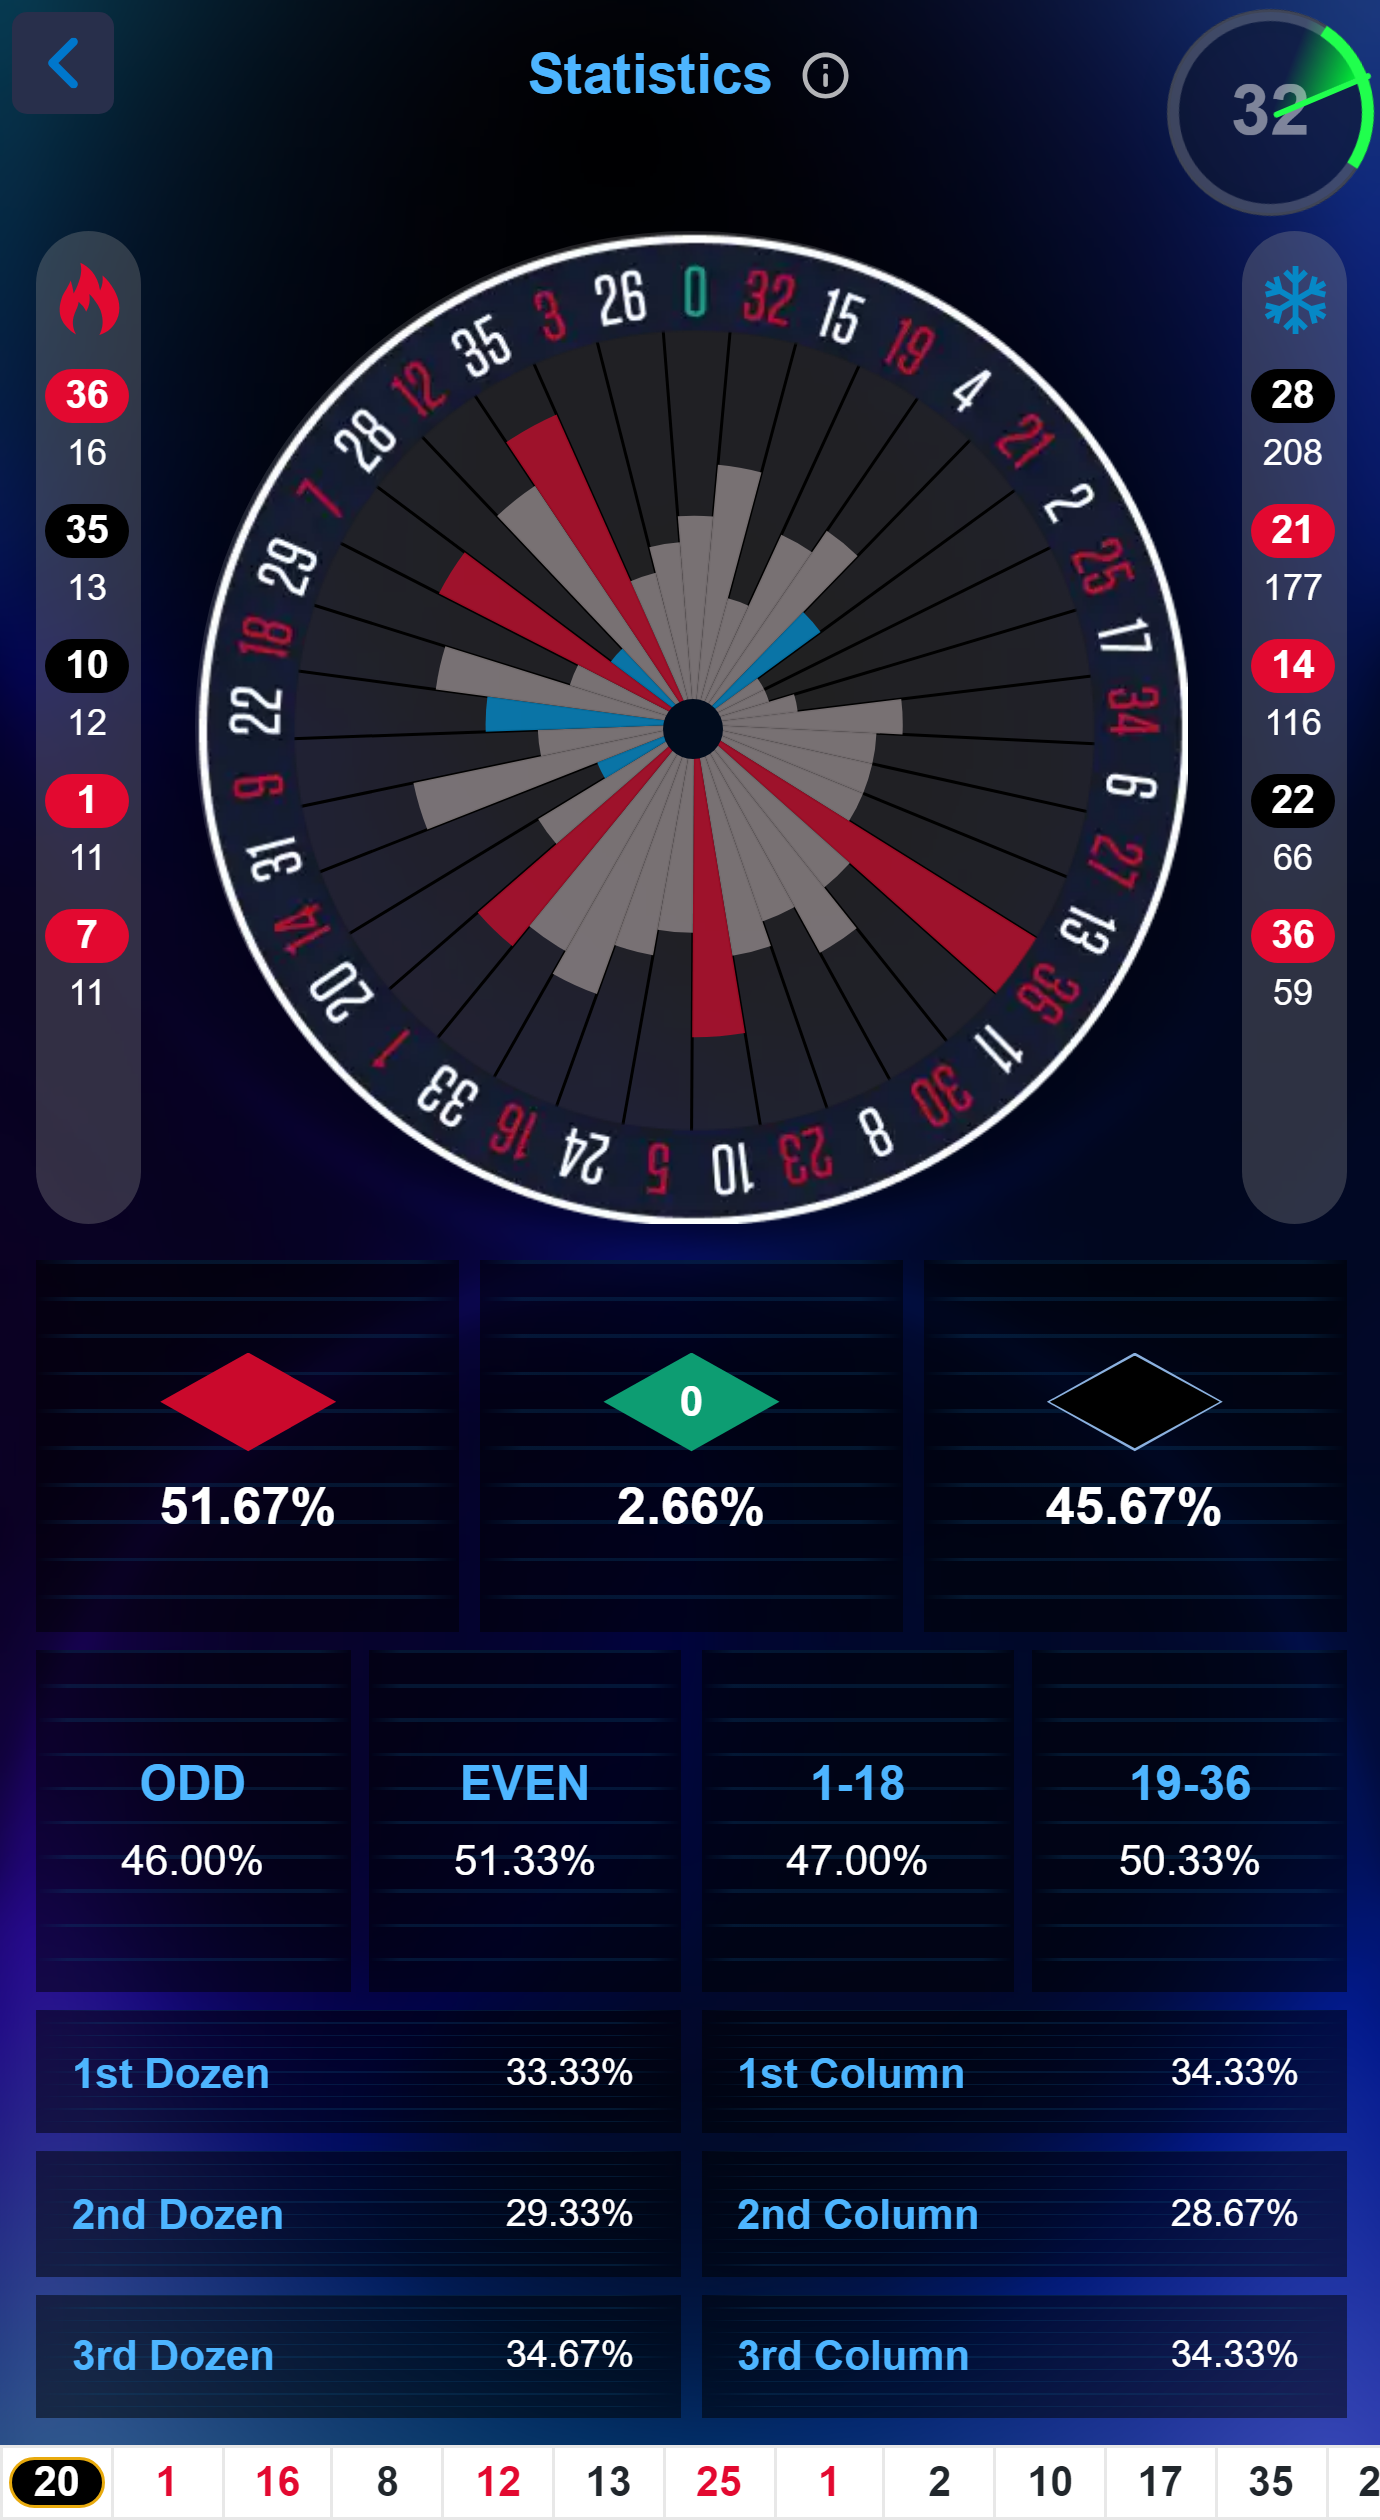 Statistics
32
36
16
35
13
10
12
1
11
7
11
0 32 15 19 4 21 2 25 17 34 6 27 13 36 11 30 8 23 10 5 24 16 33 1 20 14 31 9 22 18 29 7 28 12 35 3 26
28
208
21
177
14
116
22
66
36
59
0
51.67% 2.66% 45.67%
ODD EVEN 1-18 19-36
46.00% 51.33% 47.00% 50.33%
1st Dozen 33.33% 1st Column 34.33%
2nd Dozen 29.33% 2nd Column 28.67%
3rd Dozen 34.67% 3rd Column 34.33%
20 1 16 8 12 13 25 1 2 10 17 35